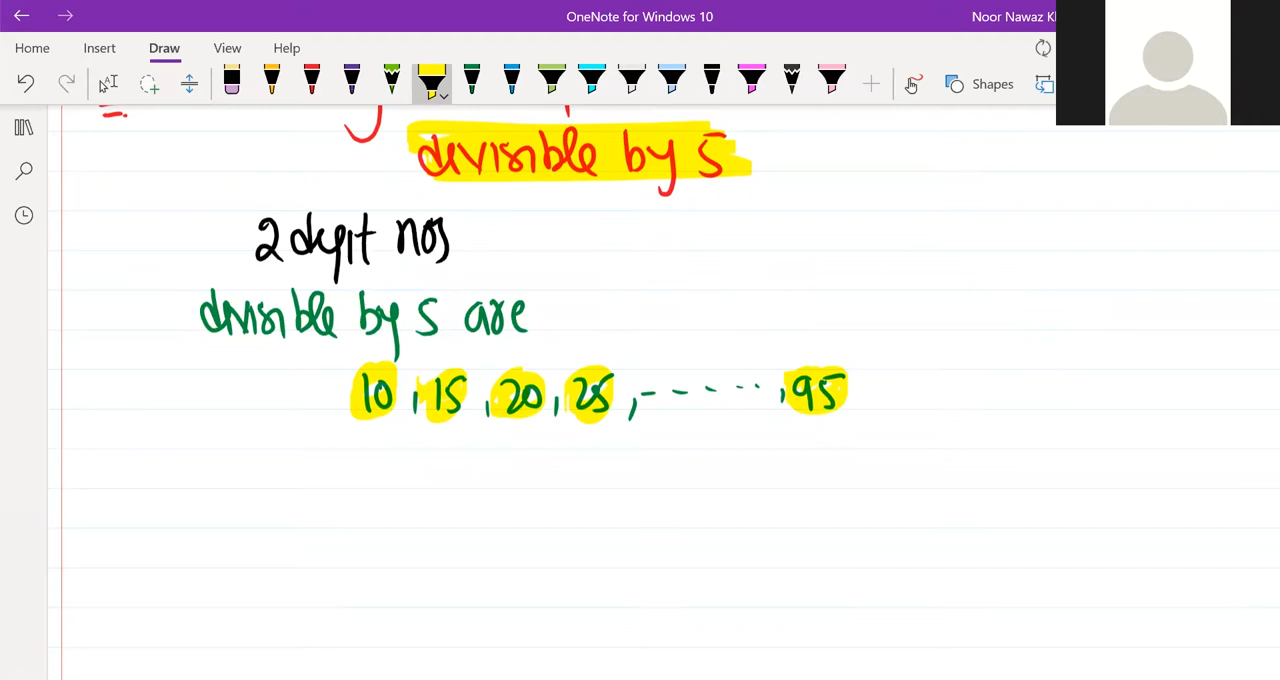 OneNote for Windows 10
Noor Nawaz Kh
Home Insert Draw View Help
Shapes
divisible by 5
2 digit nos
divisible by 5 are
10, 15, 20, 25, ------, 95